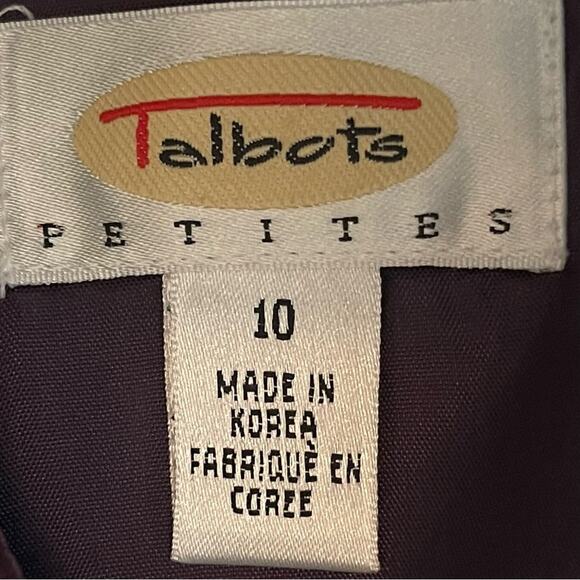 Talbots
PETITES
10
MADE IN
KOREA
FABRIQUÈ EN
COREE